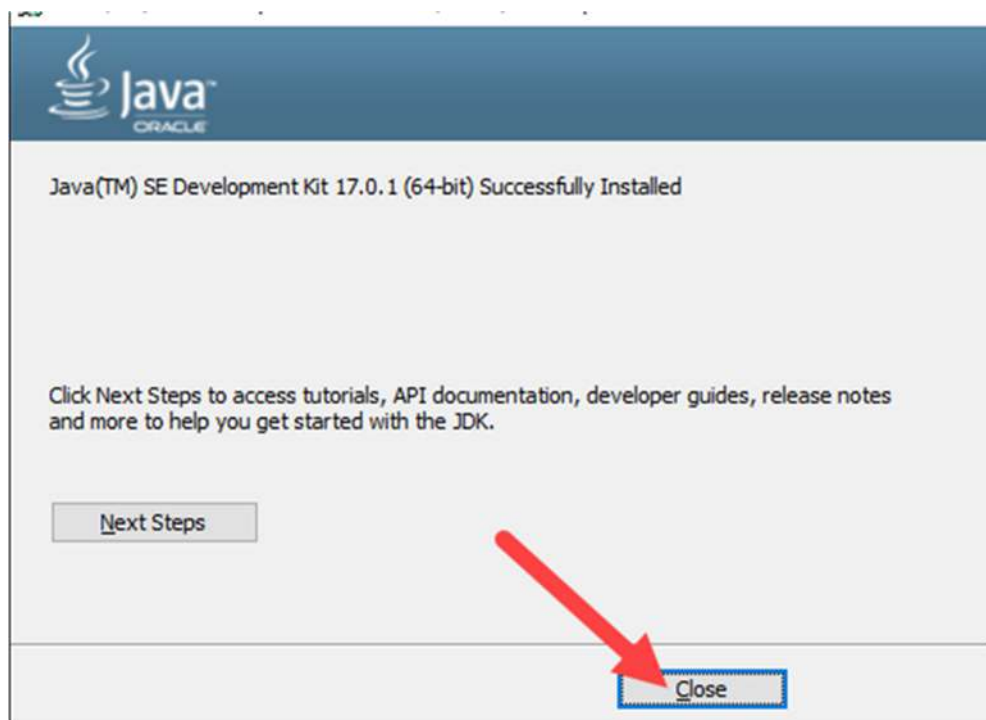 Java™
ORACLE
Java(TM) SE Development Kit 17.0.1 (64-bit) Successfully Installed
Click Next Steps to access tutorials, API documentation, developer guides, release notes
and more to help you get started with the JDK.
Next Steps
Close